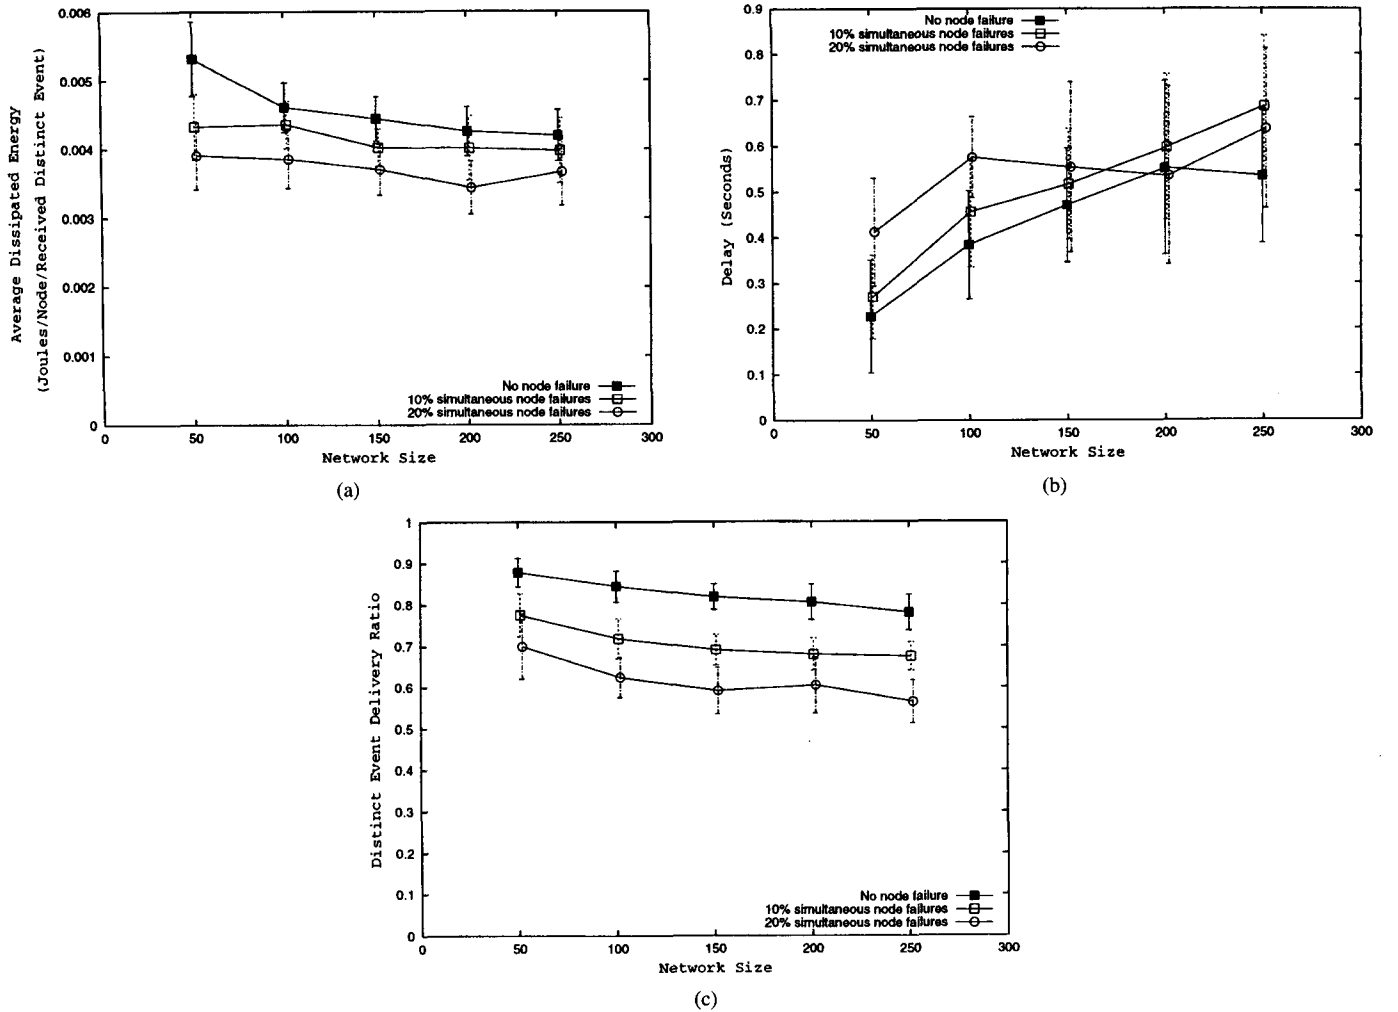 0.006
0.005
0.004
0.003
0.002
0.001
0
0
50
100
150
200
250
300
Average Dissipated Energy
(Joules/Node/Received Distinct Event)
No node failure
10% simultaneous node failures
20% simultaneous node failures
Network Size
(a)
0.9
0.8
0.7
0.6
0.5
0.4
0.3
0.2
0.1
0
0
50
100
150
200
250
300
Delay (Seconds)
No node failure
10% simultaneous node failures
20% simultaneous node failures
Network Size
(b)
1
0.9
0.8
0.7
0.6
0.5
0.4
0.3
0.2
0.1
0
0
50
100
150
200
250
300
Distinct Event Delivery Ratio
No node failure
10% simultaneous node failures
20% simultaneous node failures
Network Size
(c)